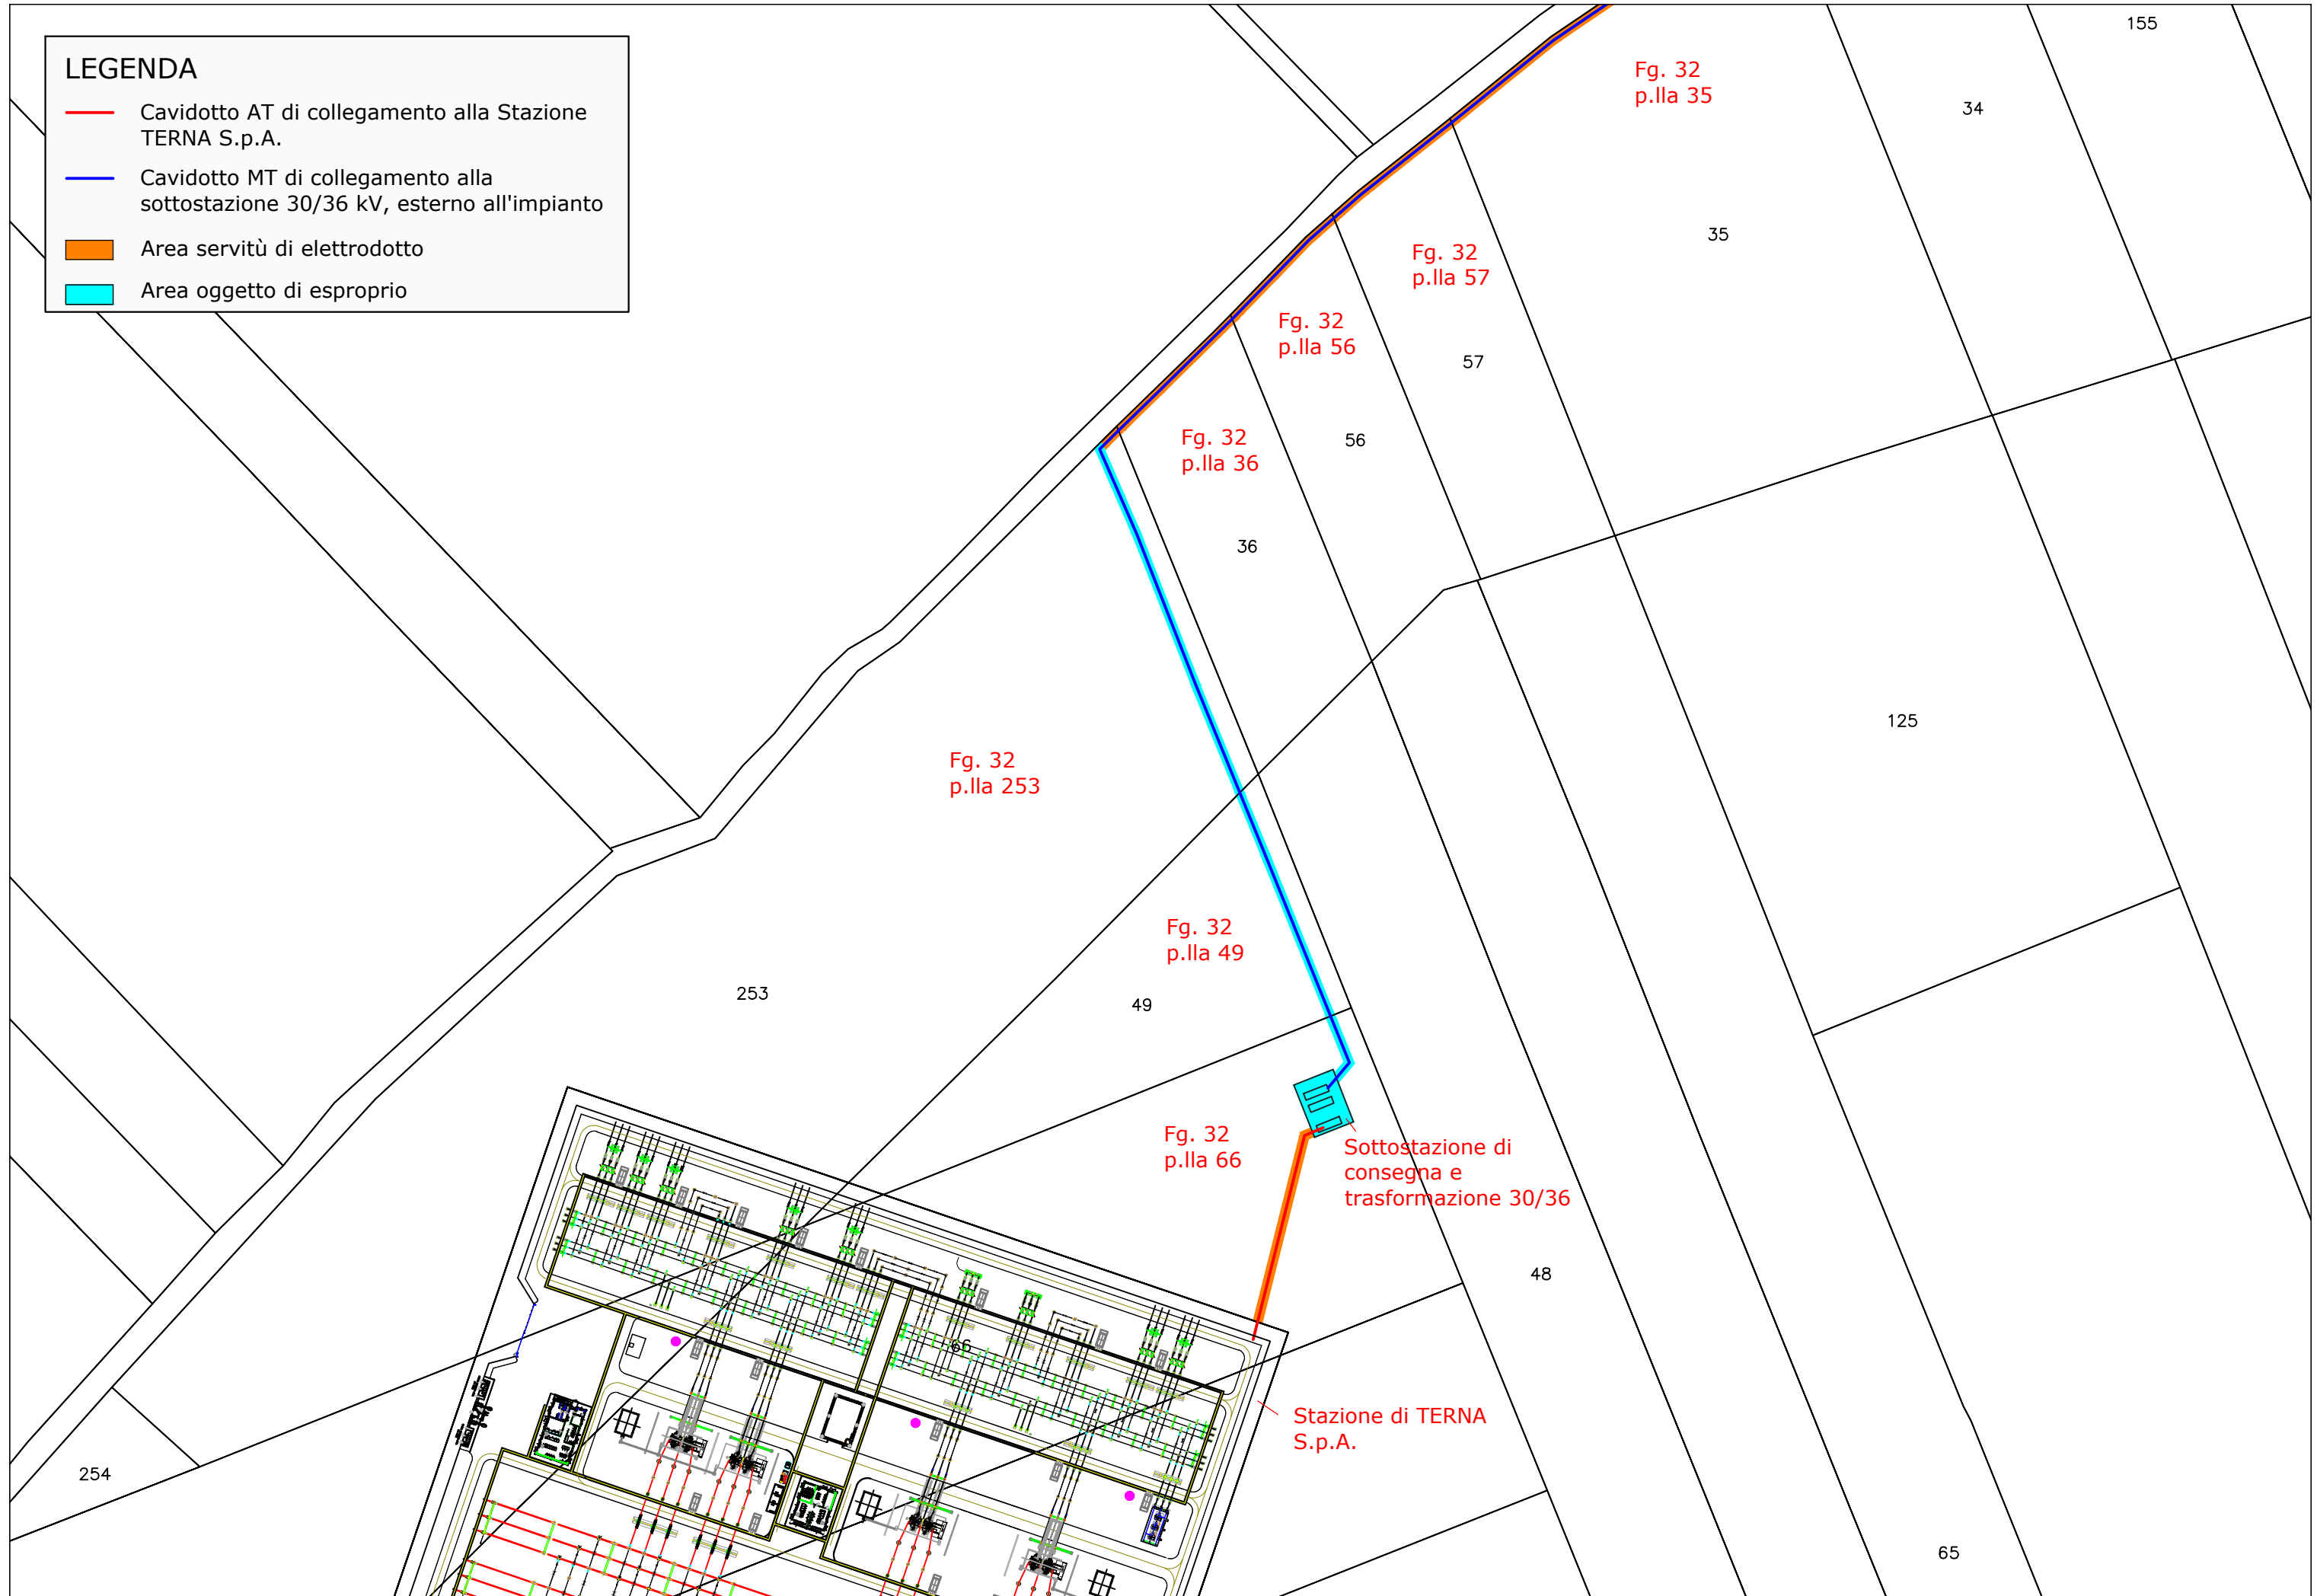 LEGENDA
Cavidotto AT di collegamento alla Stazione
TERNA S.p.A.
Cavidotto MT di collegamento alla
sottostazione 30/36 kV, esterno all'impianto
Area servitù di elettrodotto
Area oggetto di esproprio
155
Fg. 32
p.lla 35
34
35
Fg. 32
p.lla 57
Fg. 32
p.lla 56
57
Fg. 32
p.lla 36
56
36
125
Fg. 32
p.lla 253
Fg. 32
p.lla 49
253
49
Fg. 32
p.lla 66
Sottostazione di
consegna e
trasformazione 30/36
48
66
Stazione di TERNA
S.p.A.
254
65